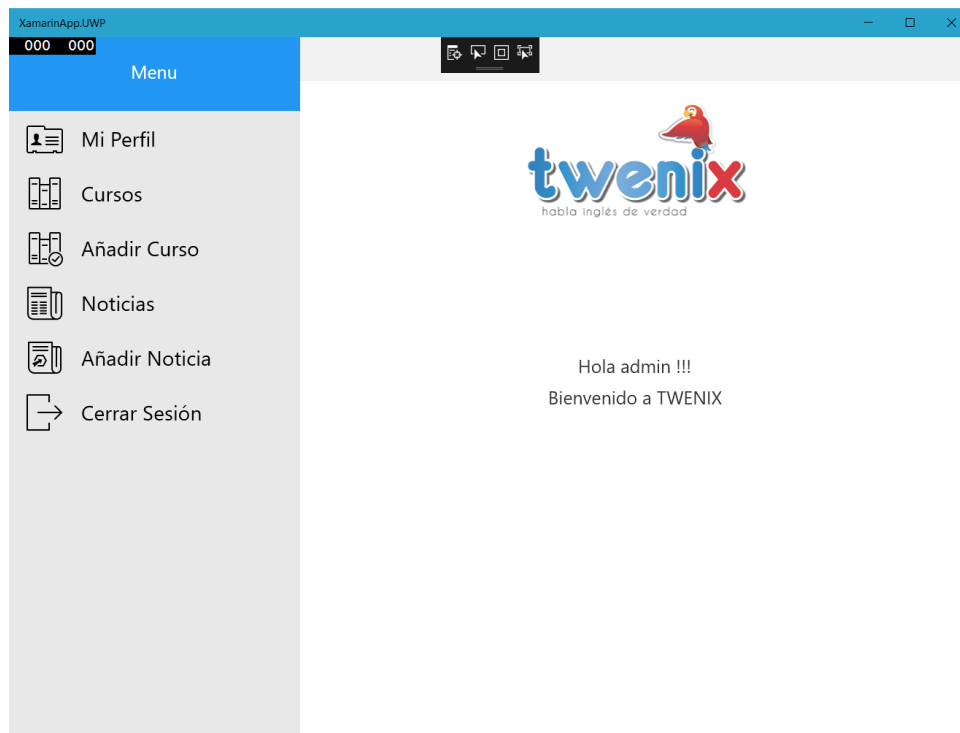 XamarinApp.UWP
000 000
Menu
Mi Perfil
Cursos
Añadir Curso
Noticias
Añadir Noticia
Cerrar Sesión
twenix
habla inglés de verdad
Hola admin !!!
Bienvenido a TWENIX